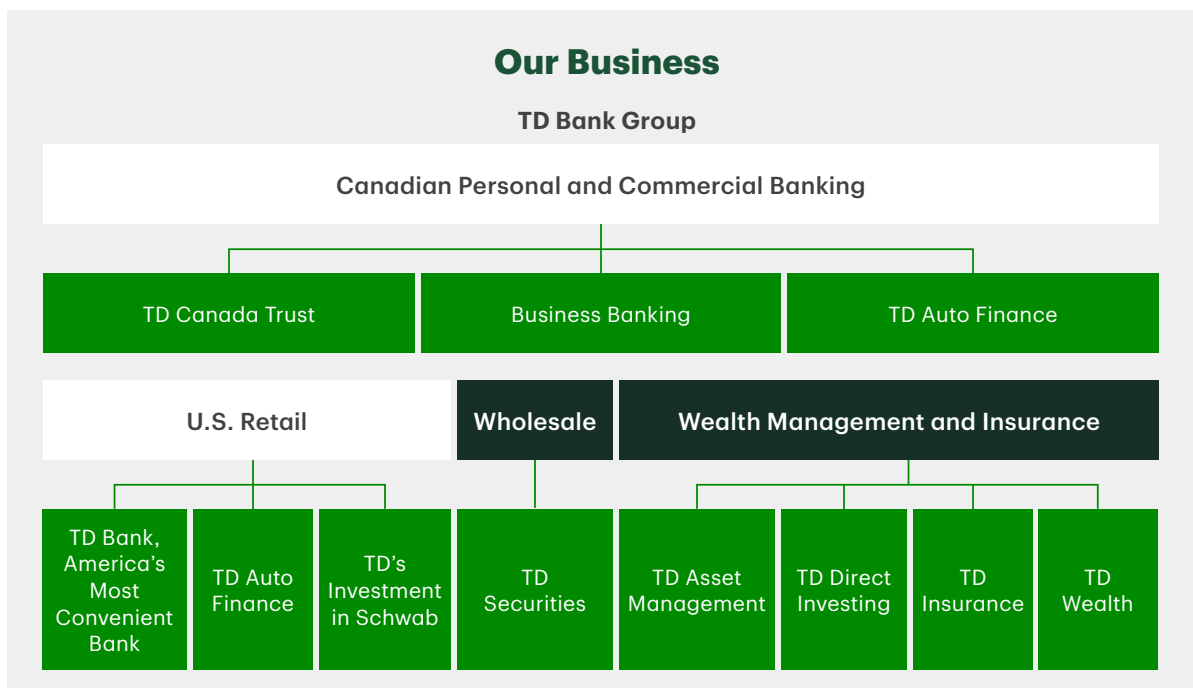 Our Business
TD Bank Group
Canadian Personal and Commercial Banking
TD Canada Trust
Business Banking
TD Auto Finance
U.S. Retail
Wholesale
Wealth Management and Insurance
TD Bank,
America’s
Most
Convenient
Bank
TD Auto
Finance
TD’s
Investment
in Schwab
TD
Securities
TD Asset
Management
TD Direct
Investing
TD
Insurance
TD
Wealth